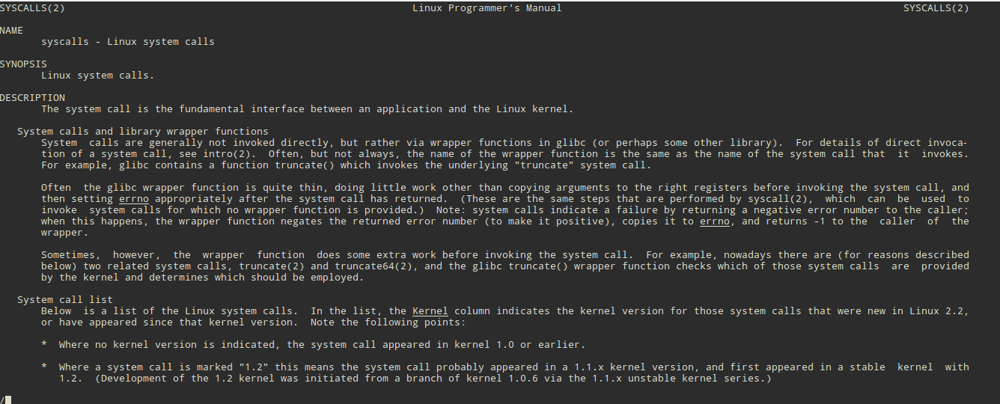 SYSCALLS(2) Linux Programmer's Manual SYSCALLS(2)
NAME
syscalls - Linux system calls
SYNOPSIS
Linux system calls.
DESCRIPTION
The system call is the fundamental interface between an application and the Linux kernel.
System calls and library wrapper functions
System calls are generally not invoked directly, but rather via wrapper functions in glibc (or perhaps some other library). For details of direct invoca-
tion of a system call, see intro(2). Often, but not always, the name of the wrapper function is the same as the name of the system call that it invokes.
For example, glibc contains a function truncate() which invokes the underlying "truncate" system call.
Often the glibc wrapper function is quite thin, doing little work other than copying arguments to the right registers before invoking the system call, and
then setting errno appropriately after the system call has returned. (These are the same steps that are performed by syscall(2), which can be used to
invoke system calls for which no wrapper function is provided.) Note: system calls indicate a failure by returning a negative error number to the caller;
when this happens, the wrapper function negates the returned error number (to make it positive), copies it to errno, and returns -1 to the caller of the
wrapper.
Sometimes, however, the wrapper function does some extra work before invoking the system call. For example, nowadays there are (for reasons described
below) two related system calls, truncate(2) and truncate64(2), and the glibc truncate() wrapper function checks which of those system calls are provided
by the kernel and determines which should be employed.
System call list
Below is a list of the Linux system calls. In the list, the Kernel column indicates the kernel version for those system calls that were new in Linux 2.2,
or have appeared since that kernel version. Note the following points:
* Where no kernel version is indicated, the system call appeared in kernel 1.0 or earlier.
* Where a system call is marked "1.2" this means the system call probably appeared in a 1.1.x kernel version, and first appeared in a stable kernel with
1.2. (Development of the 1.2 kernel was initiated from a branch of kernel 1.0.6 via the 1.1.x unstable kernel series.)
/